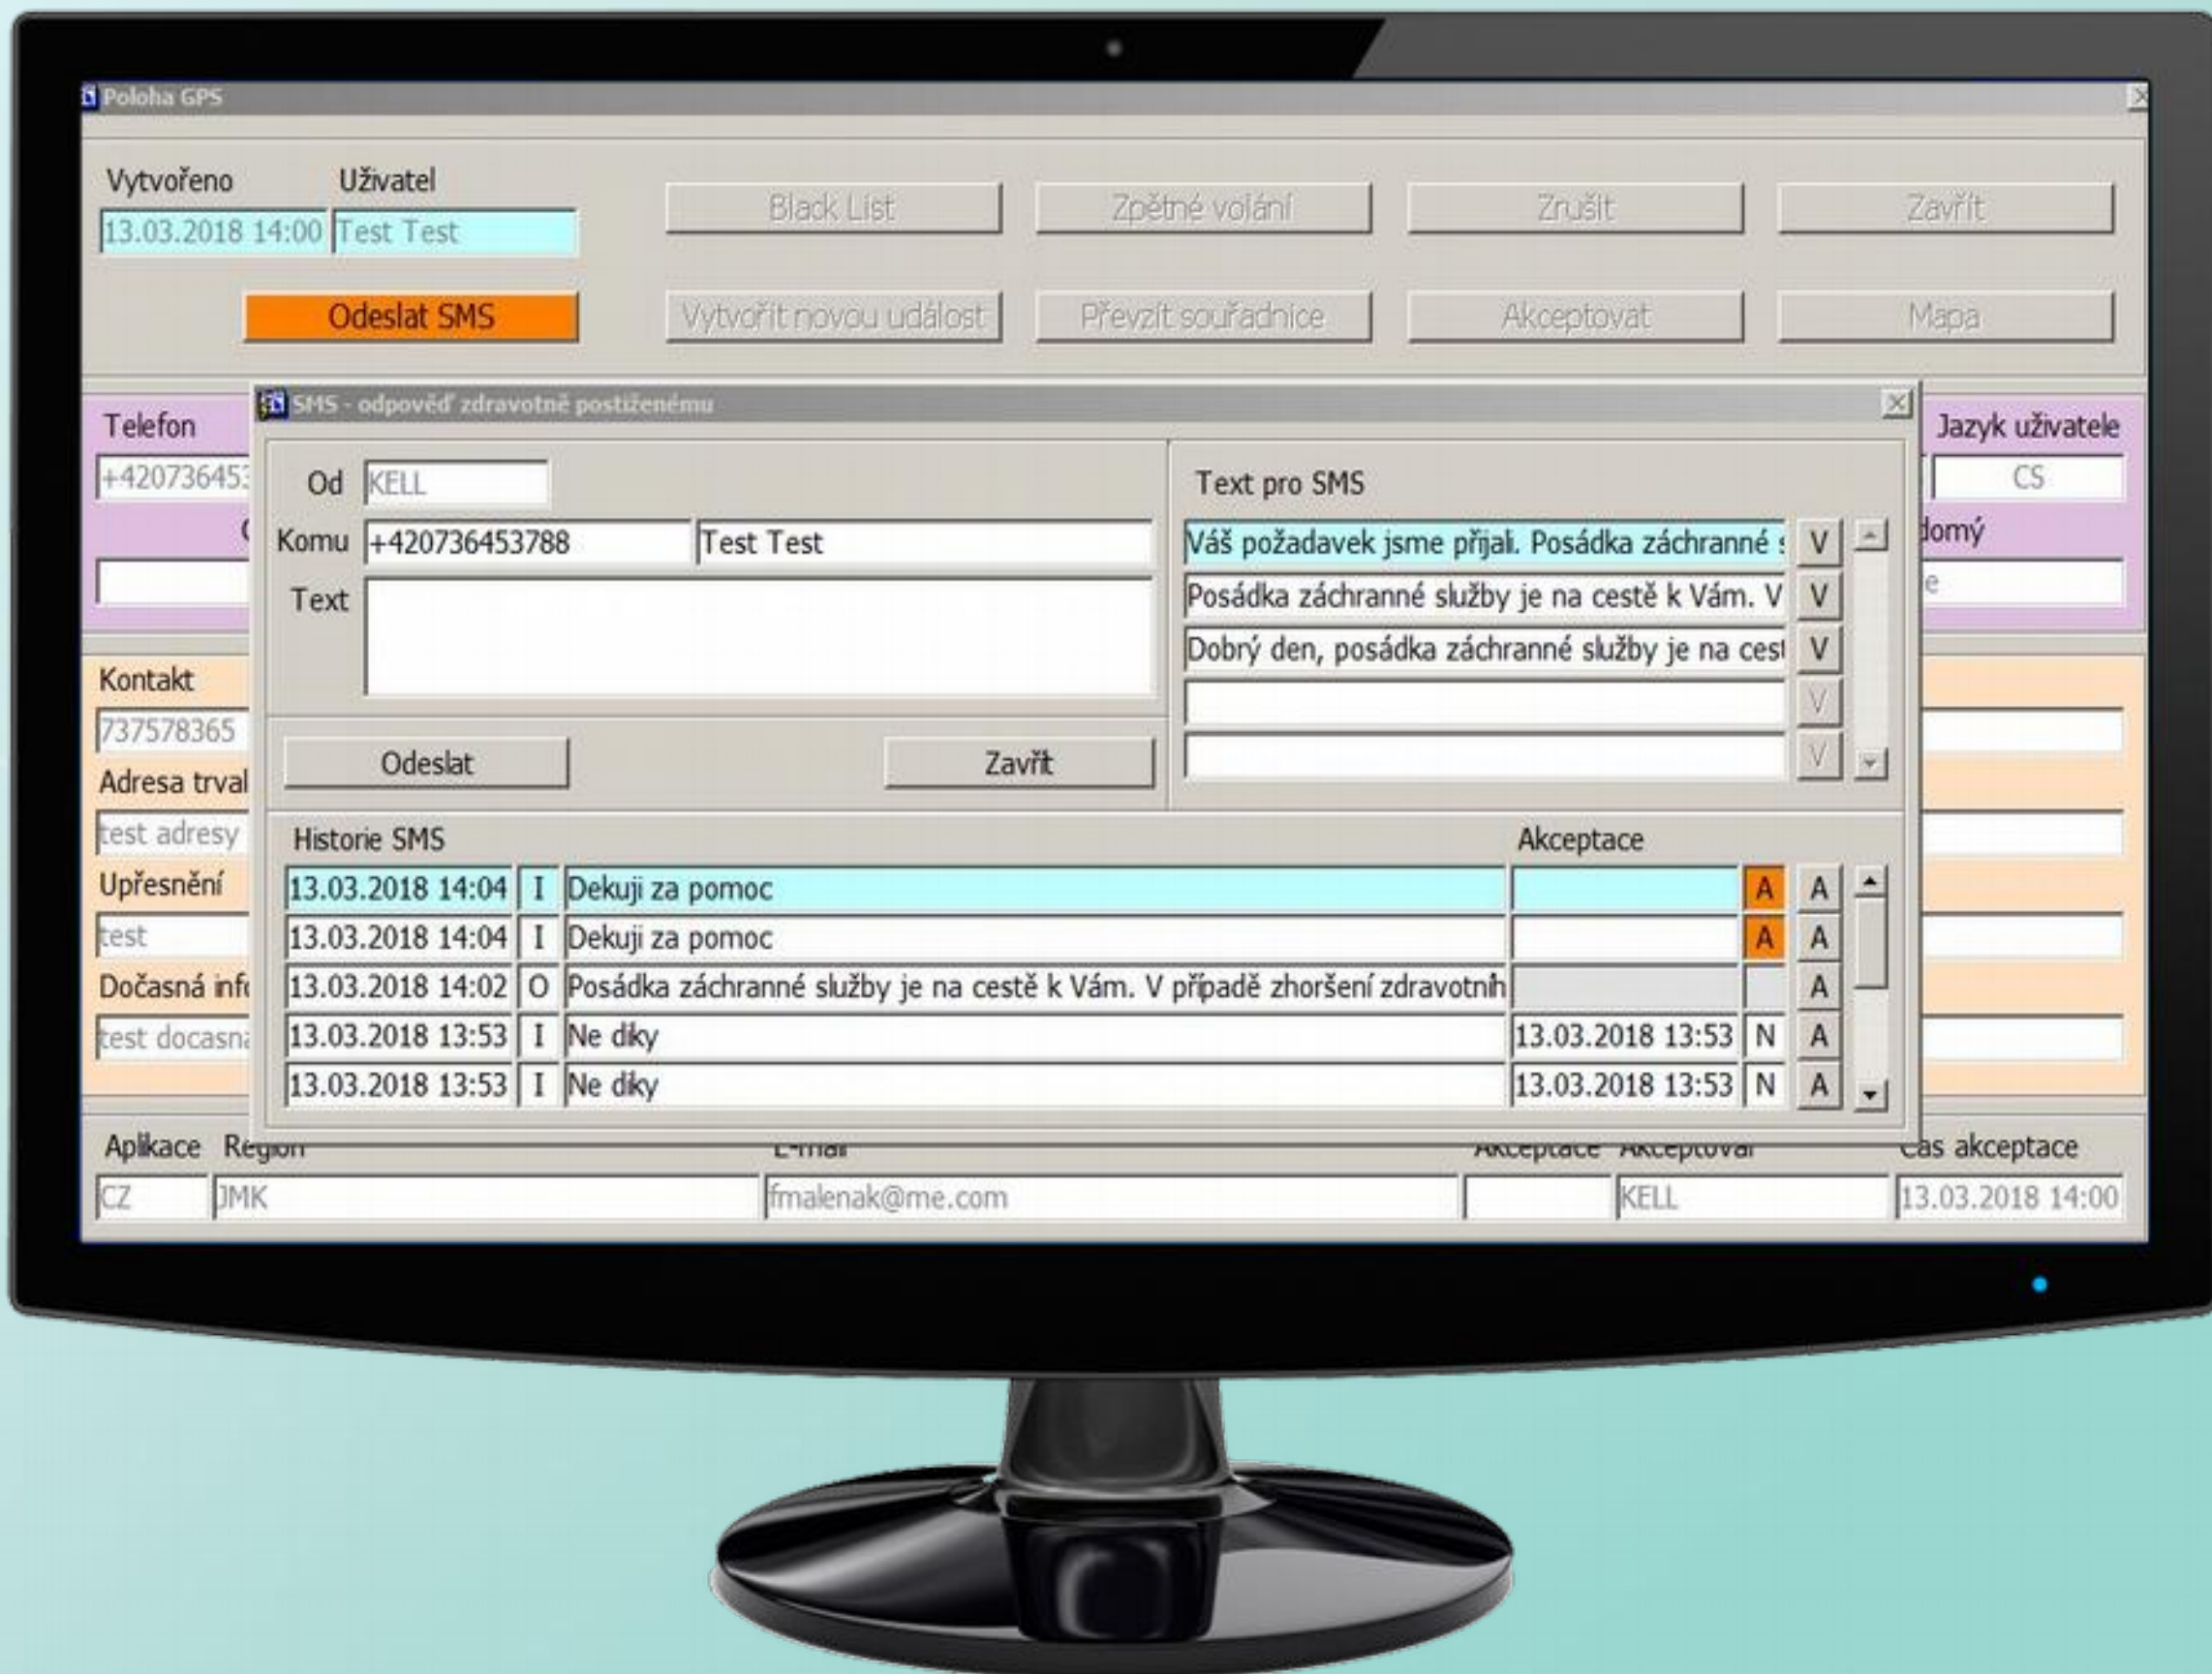 Poloha GPS
Vytvořeno Uživatel
Black List Zpětné volání Zrušit Zavřít
13.03.2018 14:00 Test Test
Odeslat SMS Vytvořit novou událost Převzít souřadnice Akceptovat Mapa
SMS - odpověď zdravotně postiženému
Telefon Jazyk uživatele
+42073645 CS
Od KELL Text pro SMS
Komu +420736453788 Test Test
Váš požadavek jsme přijali. Posádka záchranné V
Text
Posádka záchranné služby je na cestě k Vám. V V
Dobrý den, posádka záchranné služby je na V
V
V
Kontakt
737578365
Odeslat Zavřít
Adresa
test adresy
Historie SMS Akceptace
Upřesnění
13.03.2018 14:04 I Dekuji za pomoc A A
test
13.03.2018 14:04 I Dekuji za pomoc A A
Dočasná
13.03.2018 14:02 O Posádka záchranné služby je na cestě k Vám. V případě zhoršení A
test
13.03.2018 13:53 I Ne diky 13.03.2018 13:53 N A
13.03.2018 13:53 I Ne diky 13.03.2018 13:53 N A
Aplikace Region E-mail Akceptace Akceptoval Čas akceptace
CZ JMK fmalenak@me.com KELL 13.03.2018 14:00